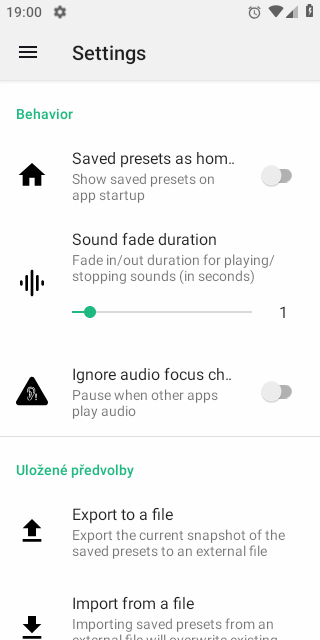 19:00
Settings
Behavior
Saved presets as hom..
Show saved presets on
app startup
Sound fade duration
Fade in/out duration for playing/
stopping sounds (in seconds)
1
Ignore audio focus ch..
Pause when other apps
play audio
Uložené předvolby
Export to a file
Export the current snapshot of the
saved presets to an external file
Import from a file
Importing saved presets from an
external file will overwrite existing